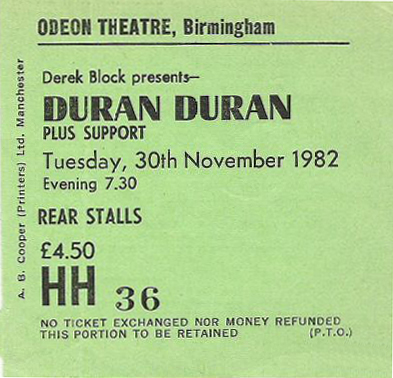 ODEON THEATRE, Birmingham
Derek Block presents—
DURAN DURAN
PLUS SUPPORT
Tuesday, 30th November 1982
Evening 7.30
REAR STALLS
£4.50
HH 36
NO TICKET EXCHANGED NOR MONEY REFUNDED
THIS PORTION TO BE RETAINED (P.T.O.)
A. B. Cooper (Printers) Ltd. Manchester